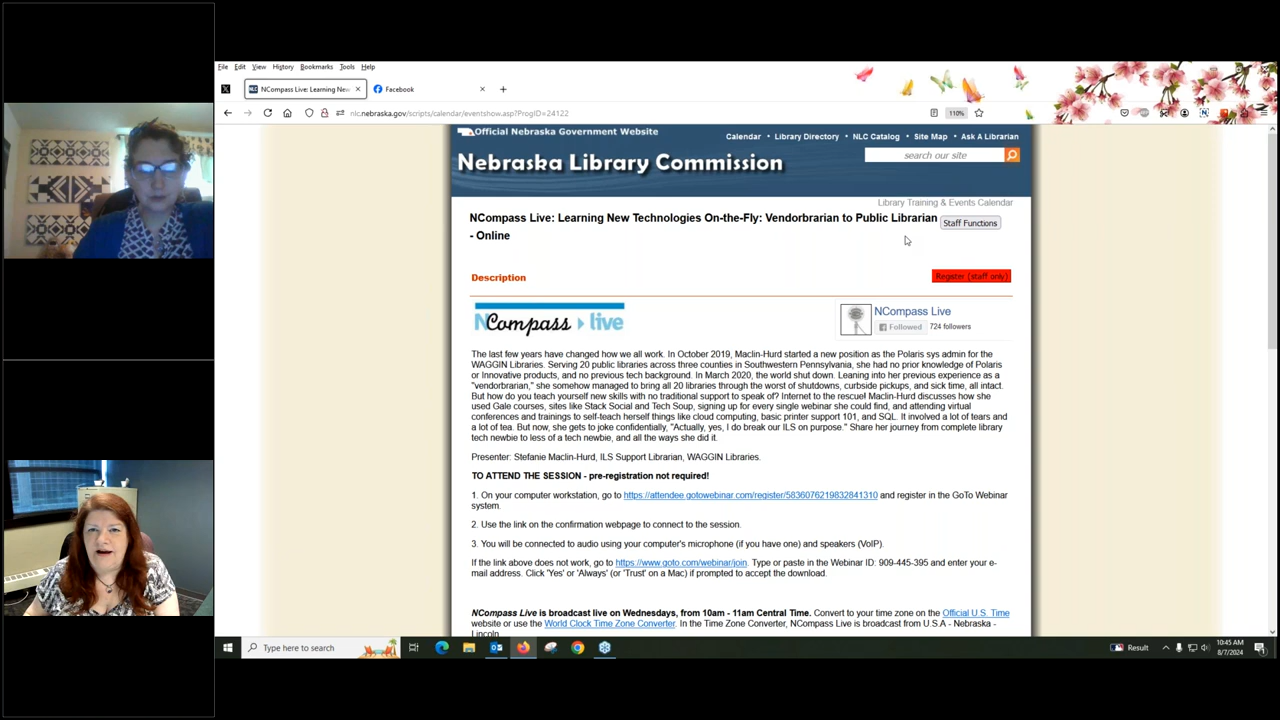 File Edit View History Bookmarks Tools Help
NCompass Live: Learning Nev
Facebook
nlc.nebraska.gov/scripts/calendar/eventshow.asp?ProgID=24122
110%
Official Nebraska Government Website
Calendar • Library Directory • NLC Catalog • Site Map • Ask A Librarian
Nebraska Library Commission
search our site
Library Training & Events Calendar
NCompass Live: Learning New Technologies On-the-Fly: Vendorbrarian to Public Librarian
- Online
Staff Functions
Description
Register (staff only)
NCompass live
NCompass Live
Followed 724 followers
The last few years have changed how we all work. In October 2019, Maclin-Hurd started a new position as the Polaris sys admin for the
WAGGIN Libraries. Serving 20 public libraries across three counties in Southwestern Pennsylvania, she had no prior knowledge of Polaris
or Innovative products, and no previous tech background. In March 2020, the world shut down. Leaning into her previous experience as a
"vendorbrarian," she somehow managed to bring all 20 libraries through the worst of shutdowns, curbside pickups, and sick time, all intact.
But how do you teach yourself new skills with no traditional support to speak of? Internet to the rescue! Maclin-Hurd discusses how she
used Gale courses, sites like Stack Social and Tech Soup, signing up for every single webinar she could find, and attending virtual
conferences and trainings to self-teach herself things like cloud computing, basic printer support 101, and SQL. It involved a lot of tears and
a lot of tea. But now, she gets to joke confidentially, "Actually, yes, I do break our ILS on purpose." Share her journey from complete library
tech newbie to less of a tech newbie, and all the ways she did it.
Presenter: Stefanie Maclin-Hurd, ILS Support Librarian, WAGGIN Libraries.
TO ATTEND THE SESSION - pre-registration not required!
1. On your computer workstation, go to https://attendee.gotowebinar.com/register/5836076219832841310 and register in the GoTo Webinar
system.
2. Use the link on the confirmation webpage to connect to the session.
3. You will be connected to audio using your computer's microphone (if you have one) and speakers (VoIP).
If the link above does not work, go to https://www.goto.com/webinar/join. Type or paste in the Webinar ID: 909-445-395 and enter your e-
mail address. Click 'Yes' or 'Always' (or 'Trust' on a Mac) if prompted to accept the download.
NCompass Live is broadcast live on Wednesdays, from 10am - 11am Central Time. Convert to your time zone on the Official U.S. Time
website or use the World Clock Time Zone Converter. In the Time Zone Converter, NCompass Live is broadcast from U.S.A - Nebraska -
Lincoln
Type here to search
Result
10:45 AM
8/7/2024